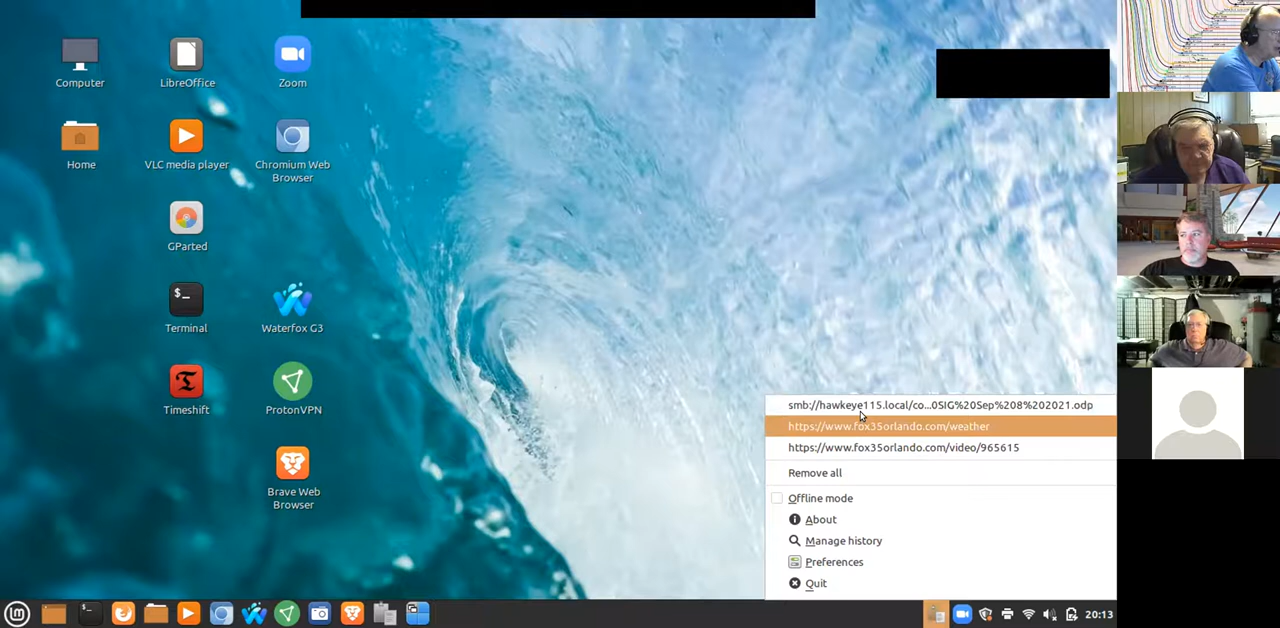 Computer
LibreOffice
Zoom
Home
VLC media player
Chromium Web
Browser
GParted
$_
Terminal
Waterfox G3
Timeshift
ProtonVPN
Brave Web
Browser
smb://hawkeye115.local/co...0SIG%20Sep%208%202021.odp
https://www.fox35orlando.com/weather
https://www.fox35orlando.com/video/965615
Remove all
Offline mode
About
Manage history
Preferences
Quit
20:13